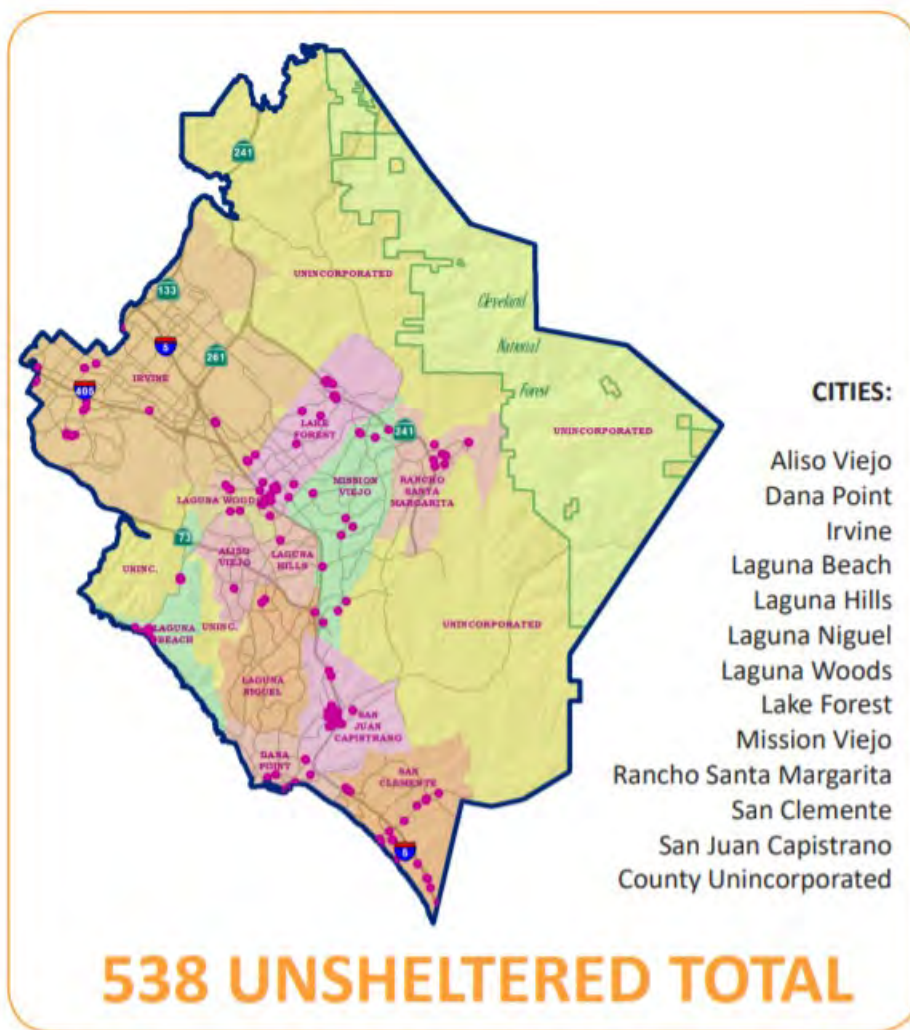 241
UNINCORPORATED
133
Cleveland
5
National
261
IRVINE
405
Forest
UNINCORPORATED
241
LAKE
FOREST
MISSION
VIEJO
RANCHO
SANTA
MARGARITA
LAGUNA WOODS
73
ALISO
VIEJO
LAGUNA
HILLS
UNINC.
LAGUNA
BEACH
UNINC.
UNINCORPORATED
LAGUNA
NIGUEL
SAN
JUAN
CAPISTRANO
DANA
POINT
SAN
CLEMENTE
5
CITIES:
Aliso Viejo
Dana Point
Irvine
Laguna Beach
Laguna Hills
Laguna Niguel
Laguna Woods
Lake Forest
Mission Viejo
Rancho Santa Margarita
San Clemente
San Juan Capistrano
County Unincorporated
538 UNSHELTERED TOTAL